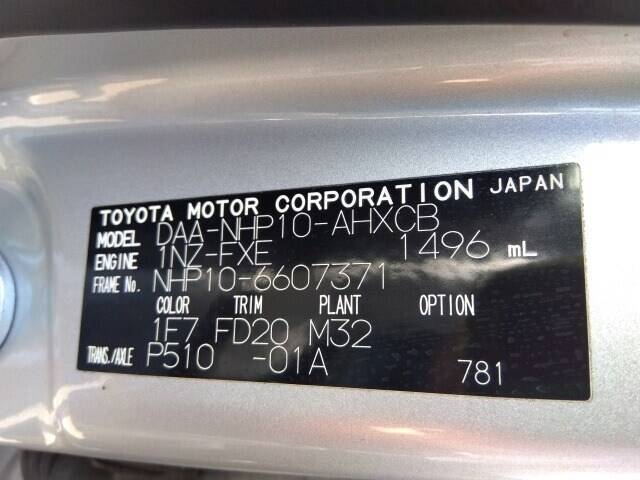 TOYOTA MOTOR CORPORATION JAPAN
MODEL DAA-NHP10-AHXCB
ENGINE 1NZ-FXE 1496 mL
FRAME No. NHP10-6607371
COLOR TRIM PLANT OPTION
1F7 FD20 M32
TRANS./AXLE P510 -01A
781